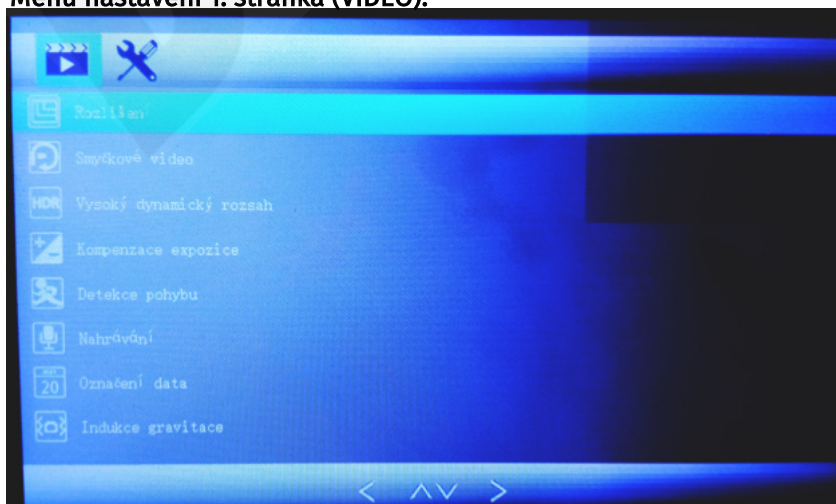 Menu nastavení 1. stránka (VIDEO).
Rozlišení
Smyčkové video
HDR Vysoký dynamický rozsah
Kompenzace expozice
Detekce pohybu
Nahrávání
20 Označení data
Indukce gravitace